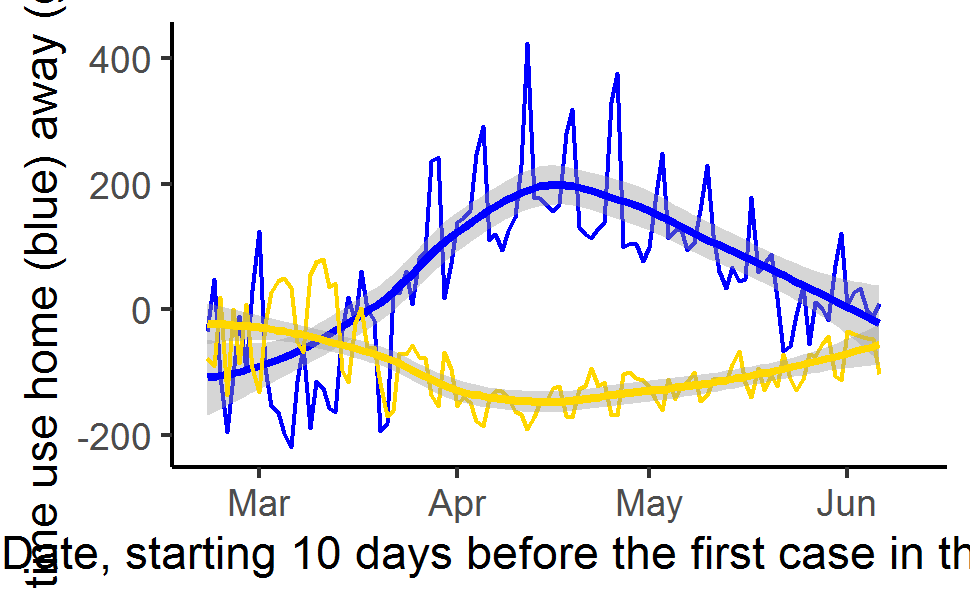 time use home (blue) away (
400
200
0
-200
Mar Apr May Jun
Date, starting 10 days before the first case in th